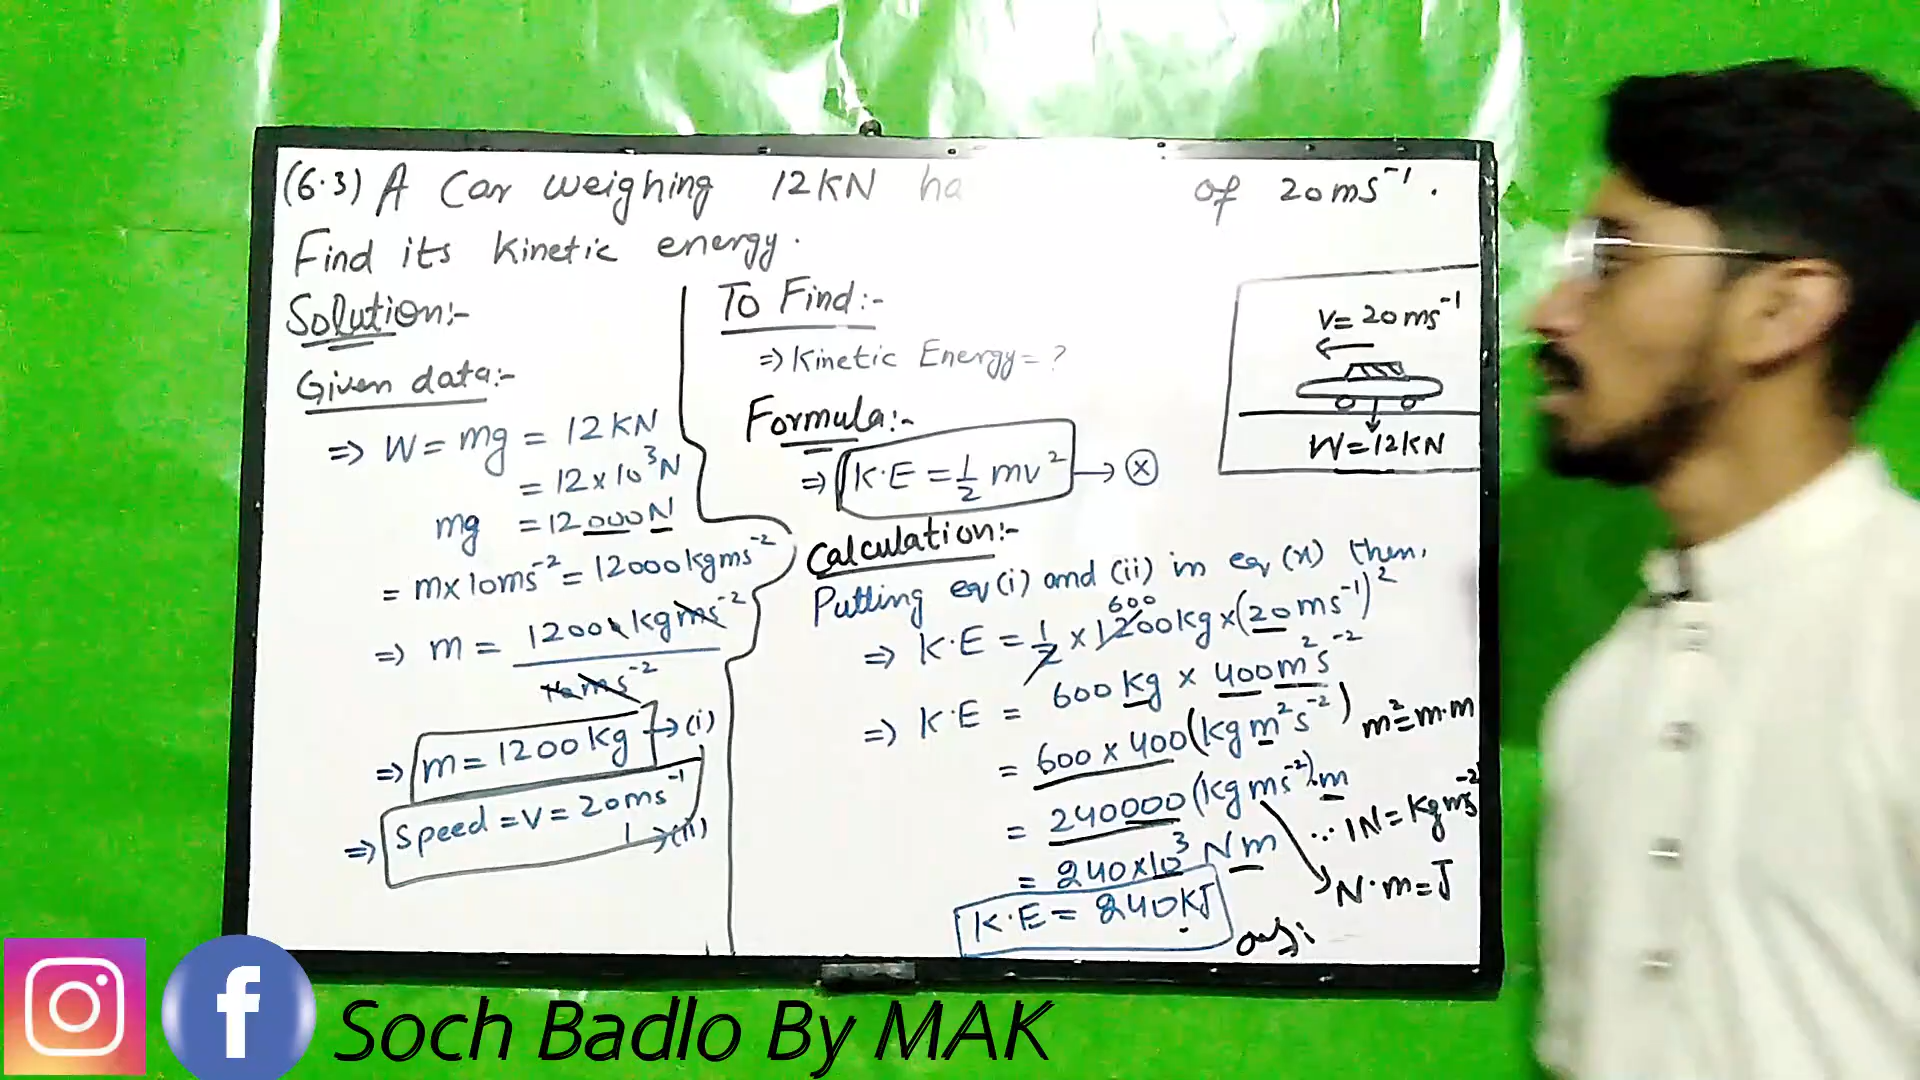 (6.3) A Car weighing 12KN ha of 20ms⁻¹.
Find its kinetic energy.
Solution:-
Given data:-
⇒ W = mg = 12KN
= 12×10³N
mg = 12000N
= m×10ms⁻² = 12000kgms⁻²
⇒ m = 12000kgms⁻² / 10ms⁻²
⇒ m = 1200kg → (i)
⇒ Speed = V = 20ms⁻¹ → (ii)
To Find:-
⇒ Kinetic Energy = ?
Formula:-
⇒ K.E = 1/2 mv² → ⓧ
Calculation:-
Putting eq(i) and (ii) in eq(x) then,
600
⇒ K.E = 1/2 × 1200kg × (20ms⁻¹)²
⇒ K.E = 600kg × 400m²s⁻²
= 600×400(kgm²s⁻²) m²=m.m
= 240000(kgms⁻²).m
∵ 1N = kgms⁻²
= 240×10³ Nm
N.m=J
K.E = 240KJ ans:
V= 20ms⁻¹
W=12KN
f
Soch Badlo By MAK